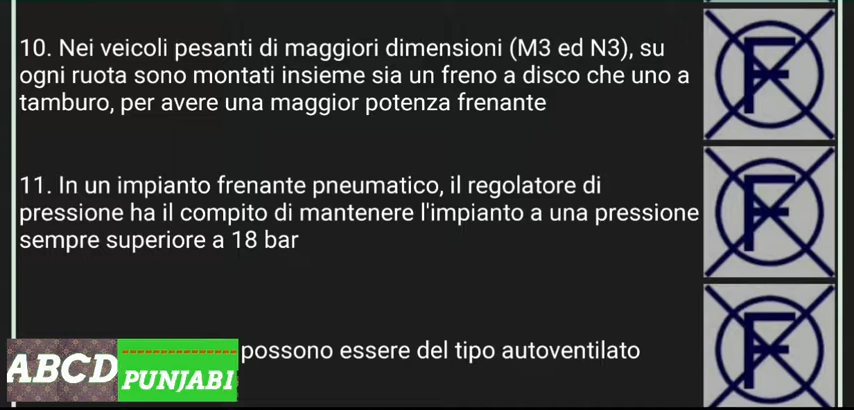 10. Nei veicoli pesanti di maggiori dimensioni (M3 ed N3), su
ogni ruota sono montati insieme sia un freno a disco che uno a
tamburo, per avere una maggior potenza frenante
F
11. In un impianto frenante pneumatico, il regolatore di
pressione ha il compito di mantenere l'impianto a una pressione
sempre superiore a 18 bar
F
possono essere del tipo autoventilato
F
ABCD
PUNJABI